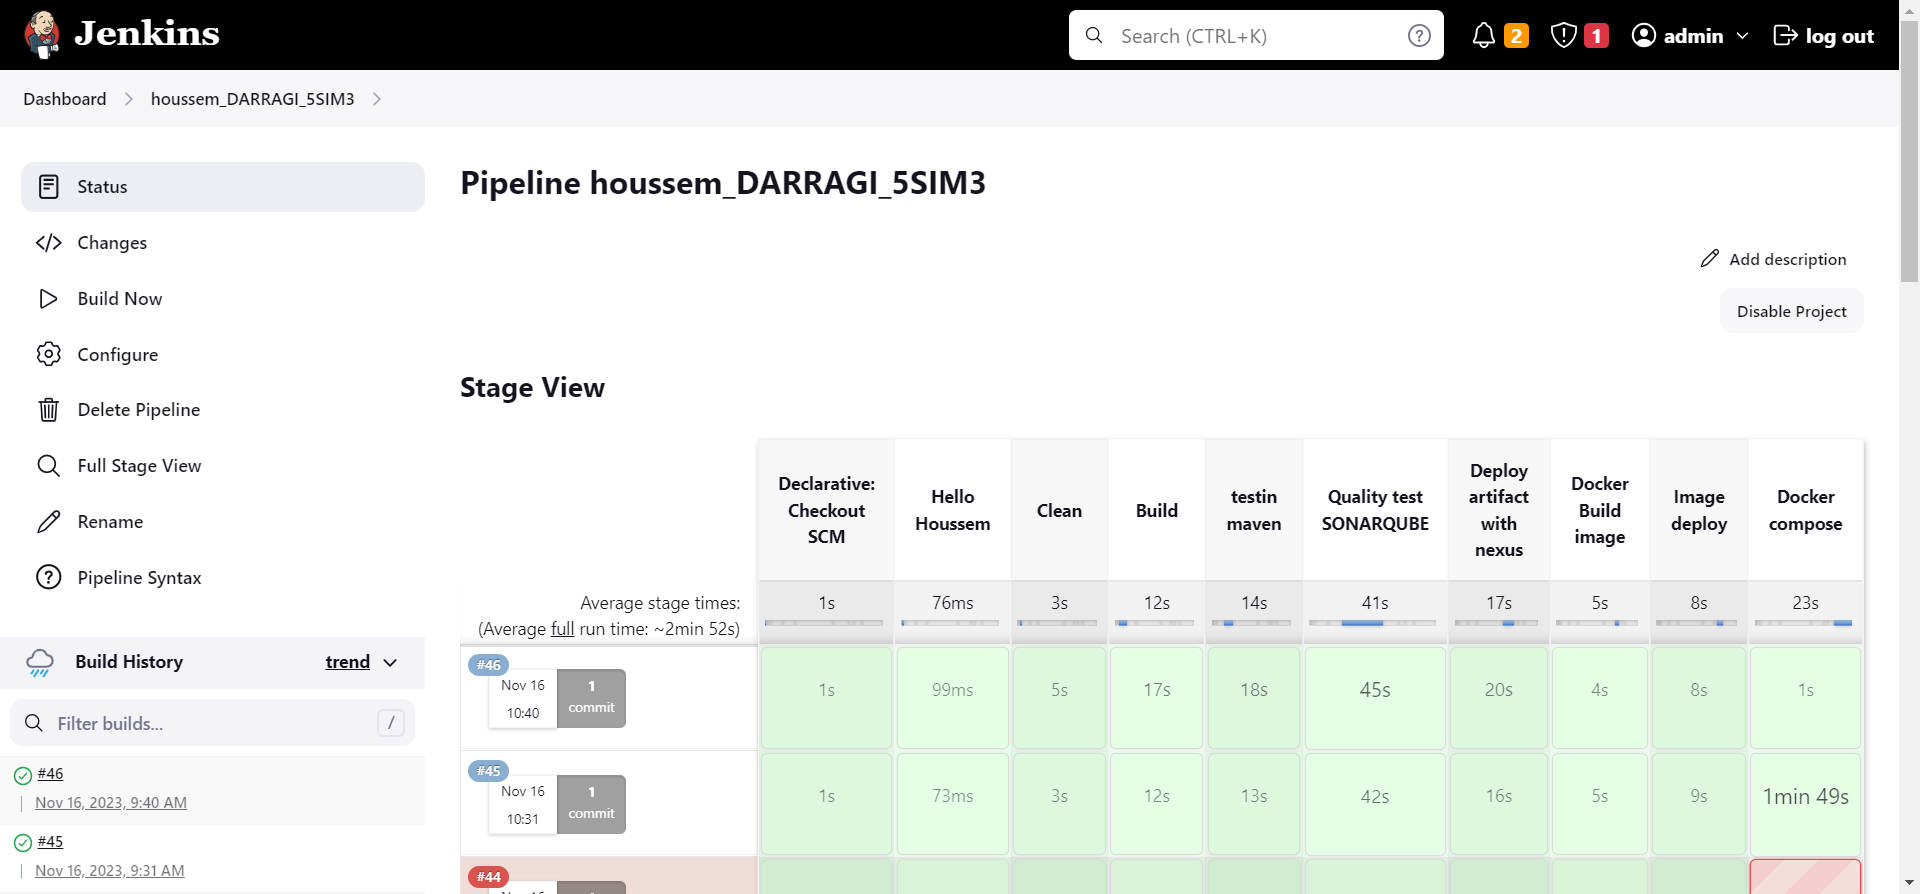 Jenkins
Search (CTRL+K)
?
2
1
admin
log out
Dashboard
houssem_DARRAGI_5SIM3
Status
Changes
Build Now
Configure
Delete Pipeline
Full Stage View
Rename
?
Pipeline Syntax
Build History
trend
Filter builds...
/
#46
Nov 16, 2023, 9:40 AM
#45
Nov 16, 2023, 9:31 AM
Pipeline houssem_DARRAGI_5SIM3
Add description
Disable Project
Stage View
Declarative:
Checkout
SCM
Hello
Houssem
Clean
Build
testin
maven
Quality test
SONARQUBE
Deploy
artifact
with
nexus
Docker
Build
image
Image
deploy
Docker
compose
Average stage times:
(Average full run time: ~2min 52s)
1s
76ms
3s
12s
14s
41s
17s
5s
8s
23s
#46
Nov 16
10:40
1
commit
1s
99ms
5s
17s
18s
45s
20s
4s
8s
1s
#45
Nov 16
10:31
1
commit
1s
73ms
3s
12s
13s
42s
16s
5s
9s
1min 49s
#44
Nov 16